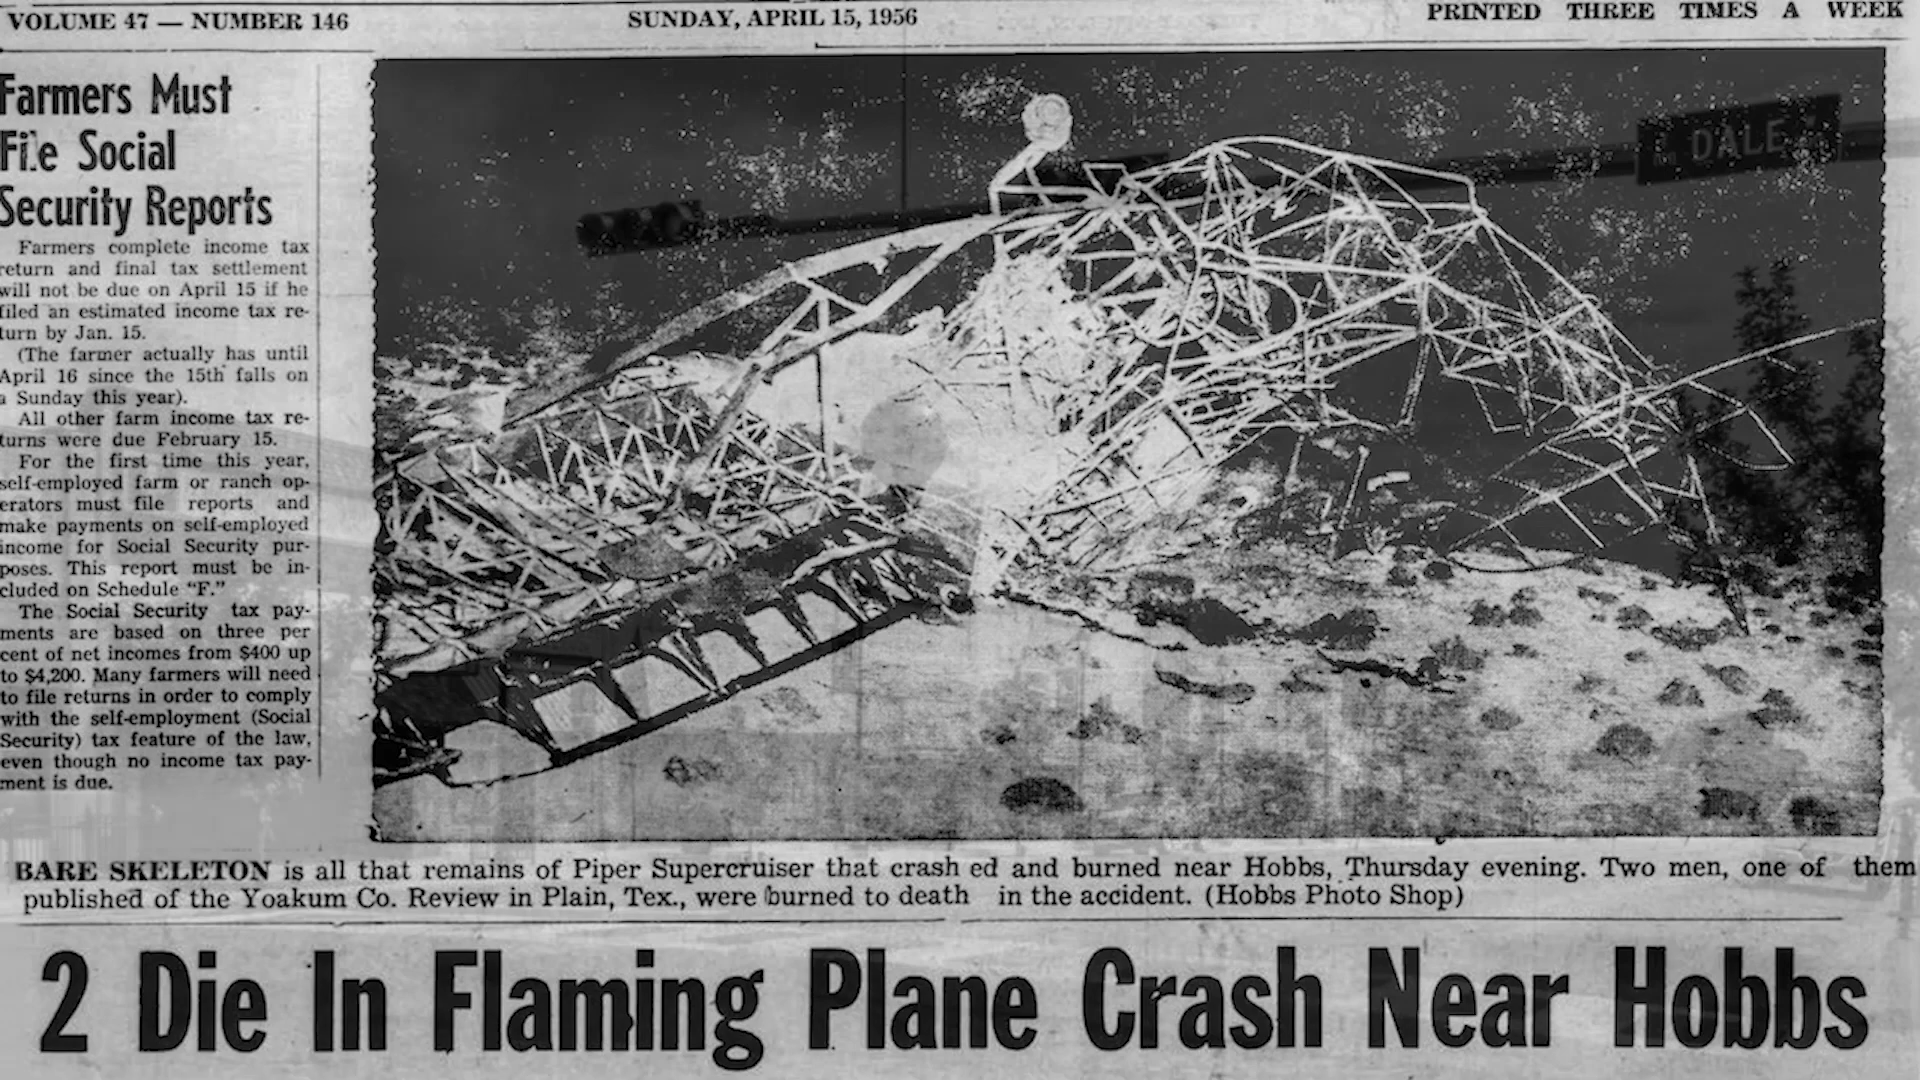 VOLUME 47 — NUMBER 146
SUNDAY, APRIL 15, 1956
PRINTED THREE TIMES A WEEK
Farmers Must
File Social
Security Reports
Farmers complete income tax
return and final tax settlement
will not be due on April 15 if he
filed an estimated income tax re-
turn by Jan. 15.
(The farmer actually has until
April 16 since the 15th falls on
a Sunday this year).
All other farm income tax re-
turns were due February 15.
For the first time this year,
self-employed farm or ranch op-
erators must file reports and
make payments on self-employed
income for Social Security pur-
poses. This report must be in-
cluded on Schedule "F."
The Social Security tax pay-
ments are based on three per
cent of net incomes from $400 up
to $4,200. Many farmers will need
to file returns in order to comply
with the self-employment (Social
Security) tax feature of the law,
even though no income tax pay-
ment is due.
DALE
BARE SKELETON is all that remains of Piper Supercruiser that crash ed and burned near Hobbs, Thursday evening. Two men, one of them
published of the Yoakum Co. Review in Plain, Tex., were burned to death in the accident. (Hobbs Photo Shop)
2 Die In Flaming Plane Crash Near Hobbs